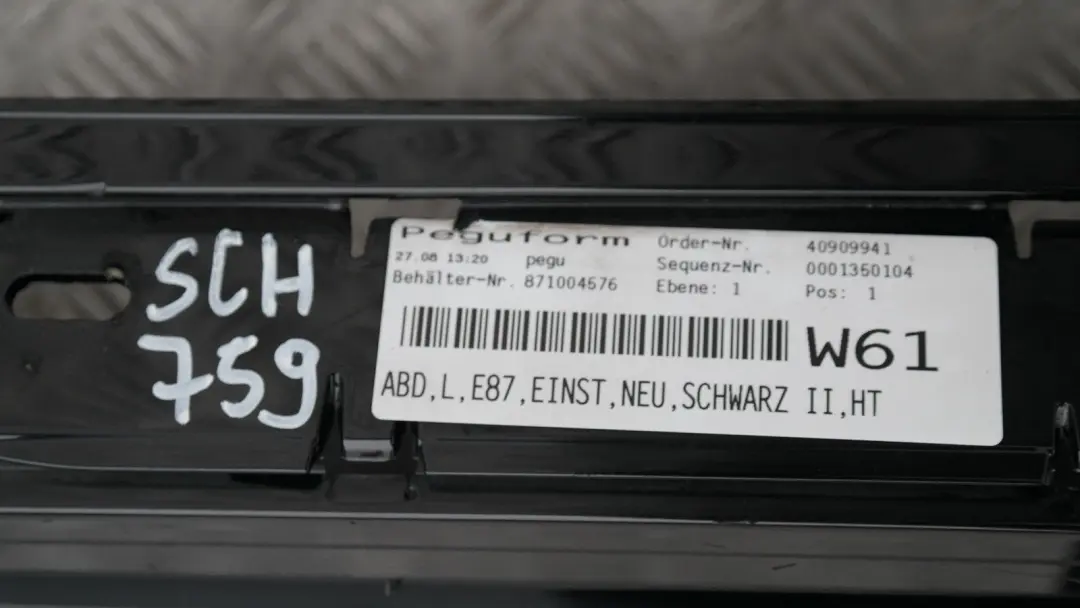 SCH
759
Peguform
27.08 13:20 pegu
Behälter-Nr. 871004576
Order-Nr. 40909941
Sequenz-Nr. 0001350104
Ebene: 1 Pos: 1
W61
ABD,L,E87,EINST,NEU,SCHWARZ II,HT